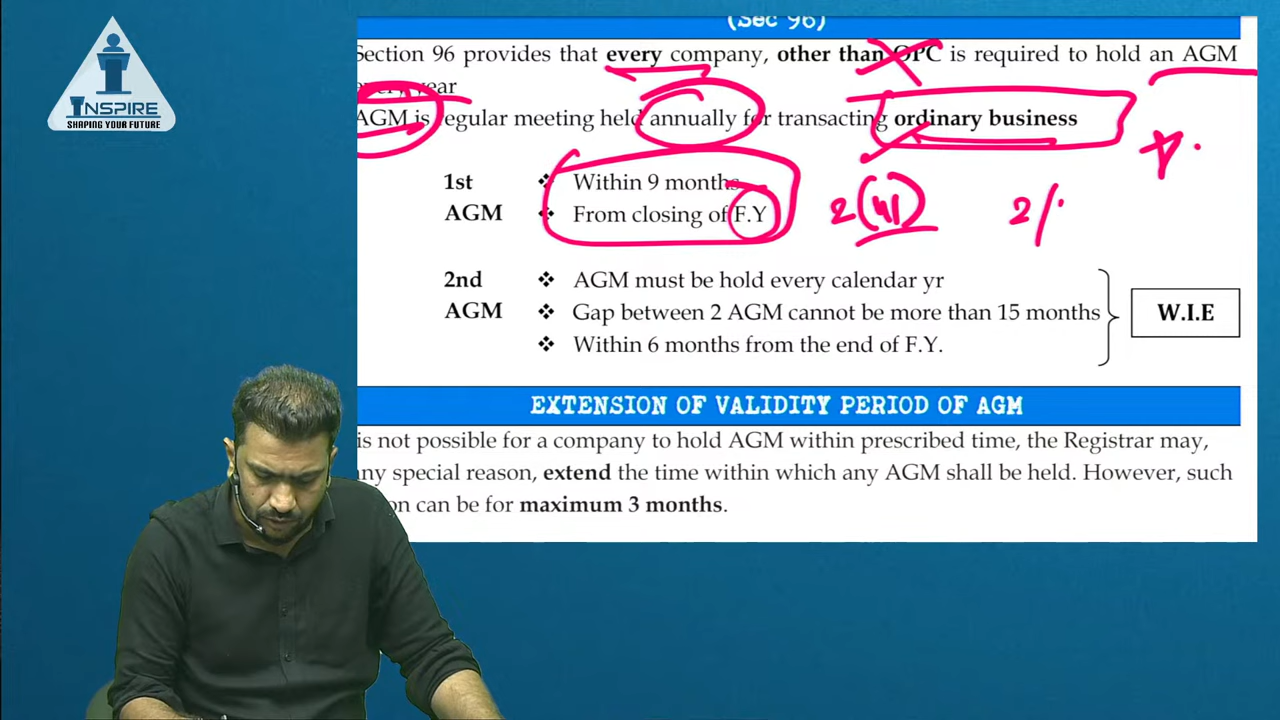 INSPIRE
SHAPING YOUR FUTURE
(Sec 96)
Section 96 provides that every company, other than OPC is required to hold an AGM
every year
AGM is regular meeting held annually for transacting ordinary business
1st AGM
❖ Within 9 months
❖ From closing of F.Y
2(41)
2nd AGM
❖ AGM must be hold every calendar yr
❖ Gap between 2 AGM cannot be more than 15 months
❖ Within 6 months from the end of F.Y.
W.I.E
EXTENSION OF VALIDITY PERIOD OF AGM
is not possible for a company to hold AGM within prescribed time, the Registrar may,
ny special reason, extend the time within which any AGM shall be held. However, such
on can be for maximum 3 months.